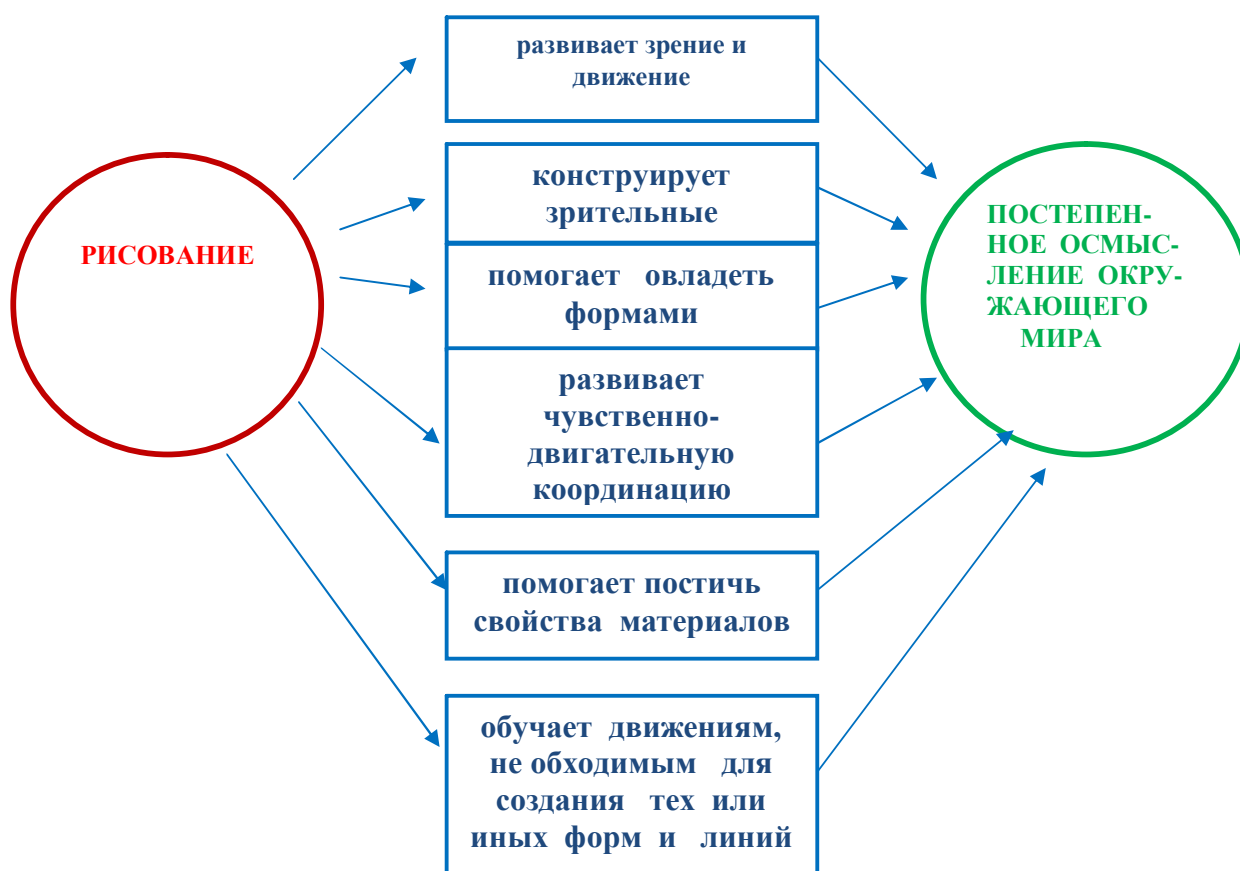 РИСОВАНИЕ
развивает зрение и
движение
конструирует
зрительные
помогает овладеть
формами
развивает
чувственно-
двигательную
координацию
помогает постичь
свойства материалов
обучает движениям,
не обходимым для
создания тех или
иных форм и линий
ПОСТЕПЕН-
НОЕ ОСМЫС-
ЛЕНИЕ ОКРУ-
ЖАЮЩЕГО
МИРА